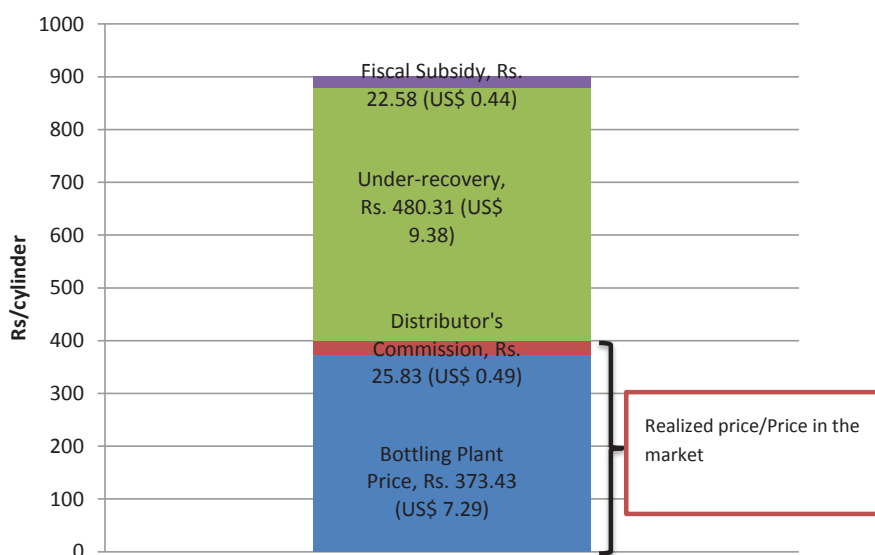 1000
900
800
700
600
500
400
300
200
100
0
Rs/cylinder
Fiscal Subsidy, Rs.
22.58 (US$ 0.44)
Under-recovery,
Rs. 480.31 (US$
9.38)
Distributor's
Commission, Rs.
25.83 (US$ 0.49)
Bottling Plant
Price, Rs. 373.43
(US$ 7.29)
Realized price/Price in the
market